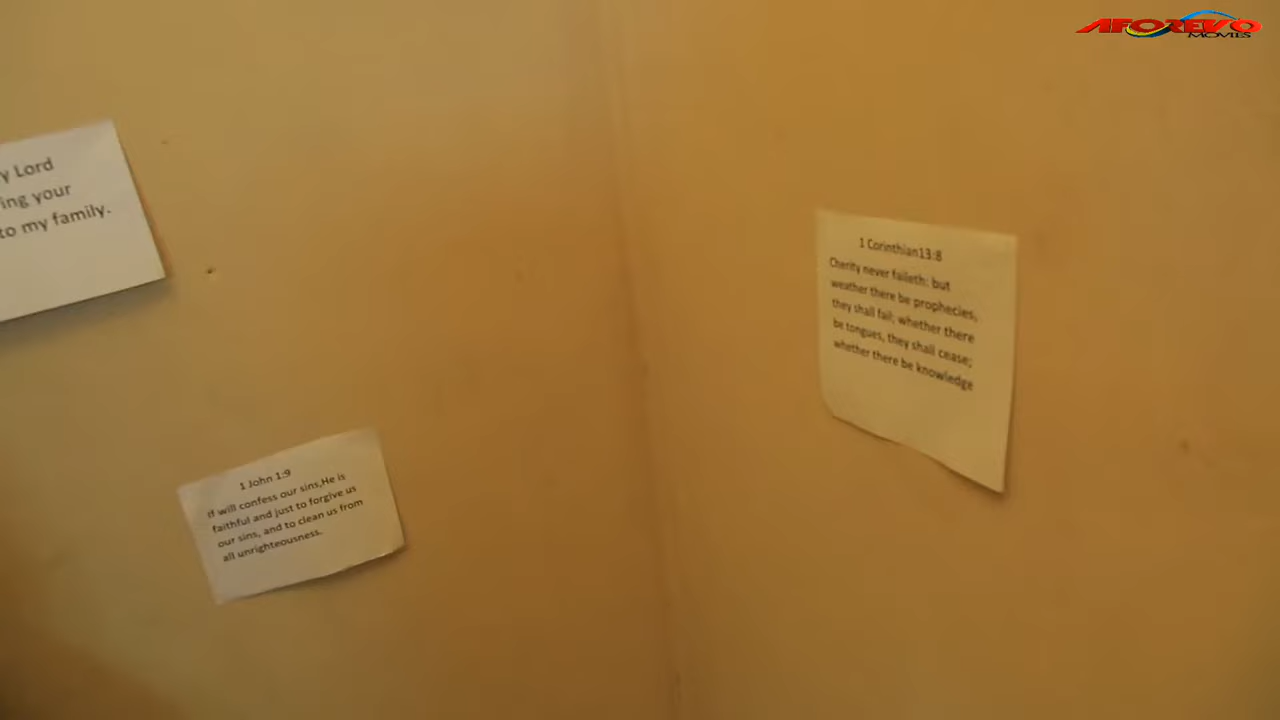 AFOREVO
MOVIES
y Lord
ing your
to my family.
1 Corinthian13:8
Cherity never faileth: but
weather there be prophecies,
they shall fail; whether there
be tongues, they shall cease;
whether there be knowledge
1 John 1:9
If will confess our sins,He is
faithful and just to forgive us
our sins, and to clean us from
all unrighteousness.